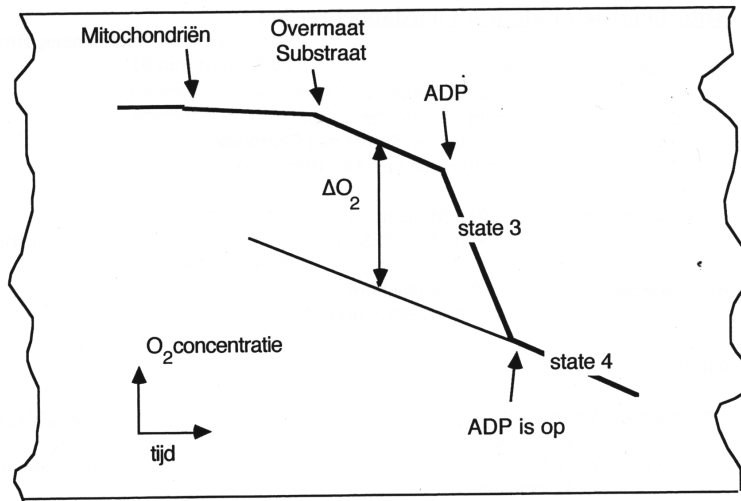 Mitochondriën
Overmaat
Substraat
ADP
ΔO2
state 3
O2concentratie
state 4
tijd
ADP is op